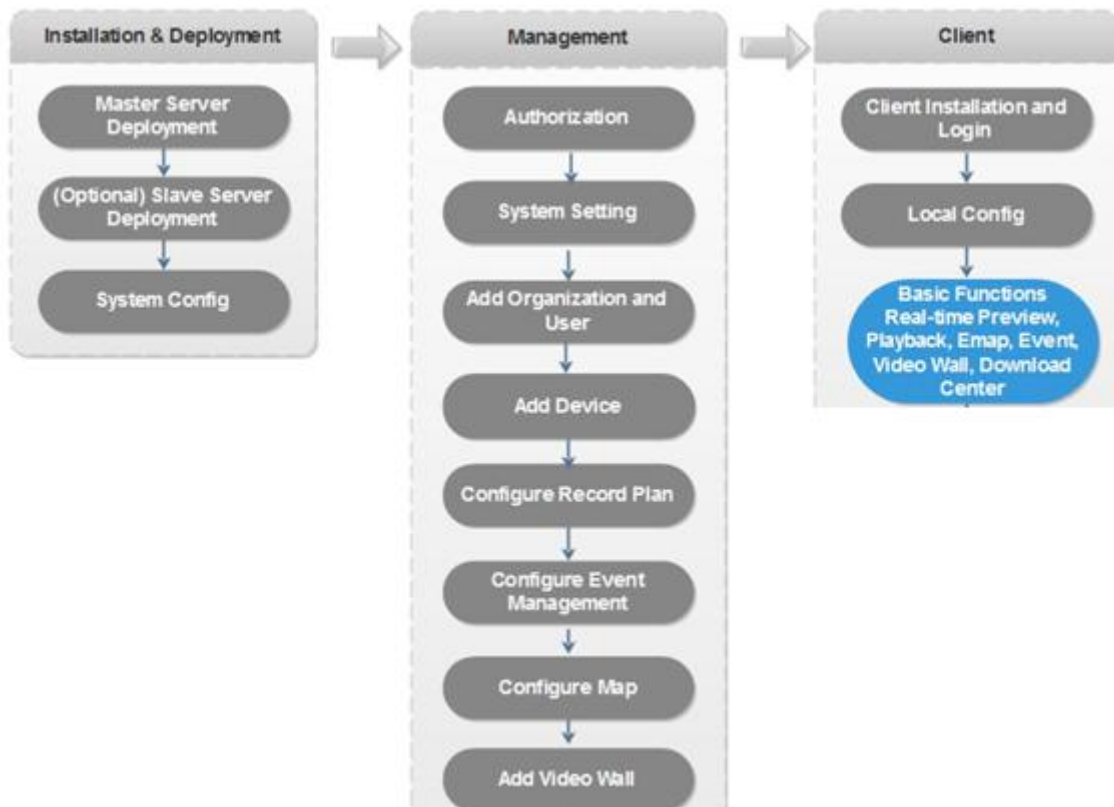 Installation & Deployment
Master Server
Deployment
(Optional) Slave Server
Deployment
System Config
Management
Authorization
System Setting
Add Organization and
User
Add Device
Configure Record Plan
Configure Event
Management
Configure Map
Add Video Wall
Client
Client Installation and
Login
Local Config
Basic Functions
Real-time Preview,
Playback, Emap, Event,
Video Wall, Download
Center